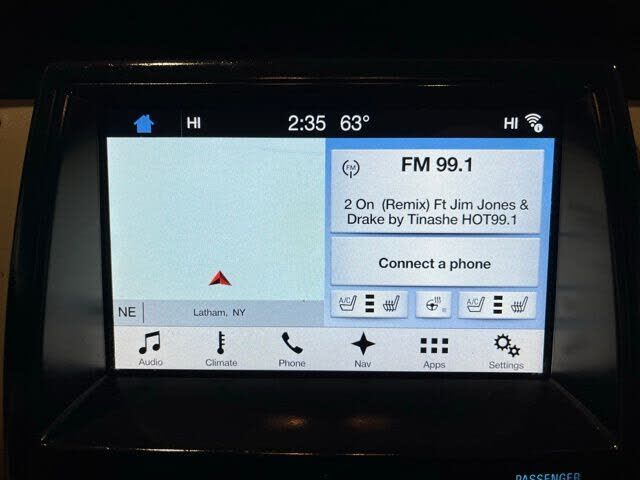 HI 2:35 63° HI
FM
FM 99.1
2 On (Remix) Ft Jim Jones &
Drake by Tinashe HOT99.1
Connect a phone
A/C A/C
NE Latham, NY
Audio Climate Phone Nav Apps Settings
PASSENGER